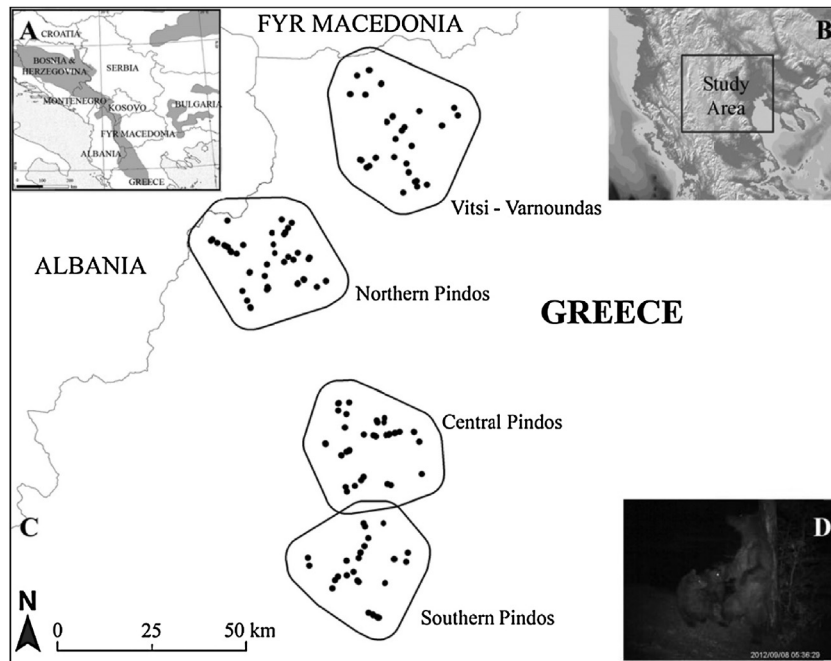 FYR MACEDONIA
A
CROATIA
BOSNIA &
HERZEGOVINA
SERBIA
MONTENEGRO
KOSOVO
BULGARIA
FYR MACEDONIA
ALBANIA
GREECE
B
Study
Area
Vitsi - Varnoundas
ALBANIA
Northern Pindos
GREECE
Central Pindos
C
D
N
Southern Pindos
0 25 50 km
2012/09/08 05:36:29